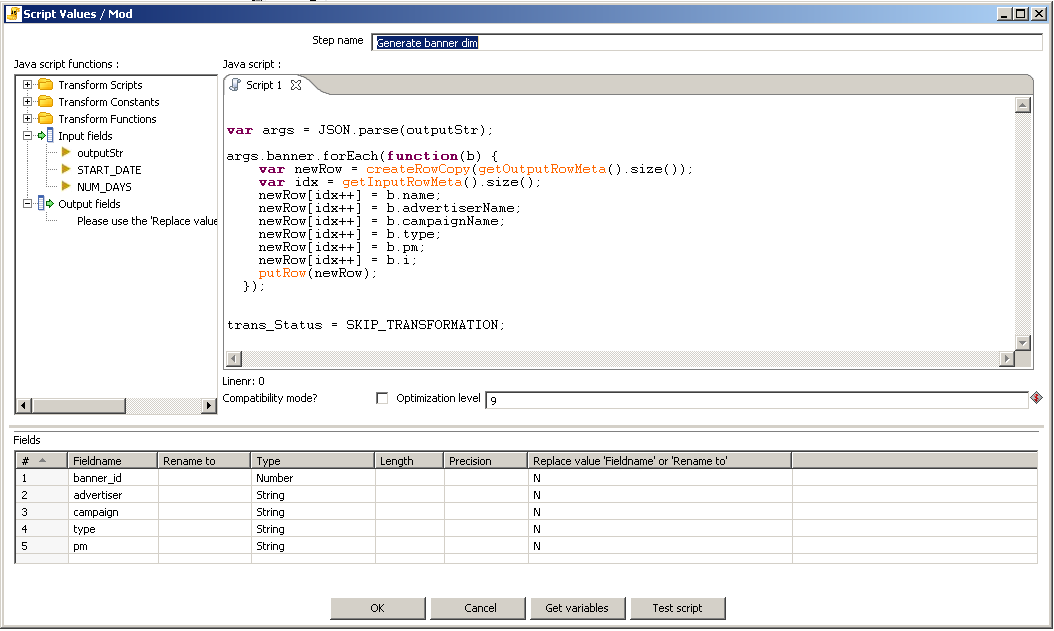 Script Values / Mod
Step name Generate banner dim
Java script functions :
Transform Scripts
Transform Constants
Transform Functions
Input fields
outputStr
START_DATE
NUM_DAYS
Output fields
Please use the 'Replace value
Java script :
Script 1
var args = JSON.parse(outputStr);
args.banner.forEach(function(b) {
var newRow = createRowCopy(getOutputRowMeta().size());
var idx = getInputRowMeta().size();
newRow[idx++] = b.name;
newRow[idx++] = b.advertiserName;
newRow[idx++] = b.campaignName;
newRow[idx++] = b.type;
newRow[idx++] = b.pm;
newRow[idx++] = b.i;
putRow(newRow);
});
trans_Status = SKIP_TRANSFORMATION;
Linenr: 0
Compatibility mode? Optimization level 9
Fields
# Fieldname Rename to Type Length Precision Replace value 'Fieldname' or 'Rename to'
1 banner_id Number N
2 advertiser String N
3 campaign String N
4 type String N
5 pm String N
OK Cancel Get variables Test script